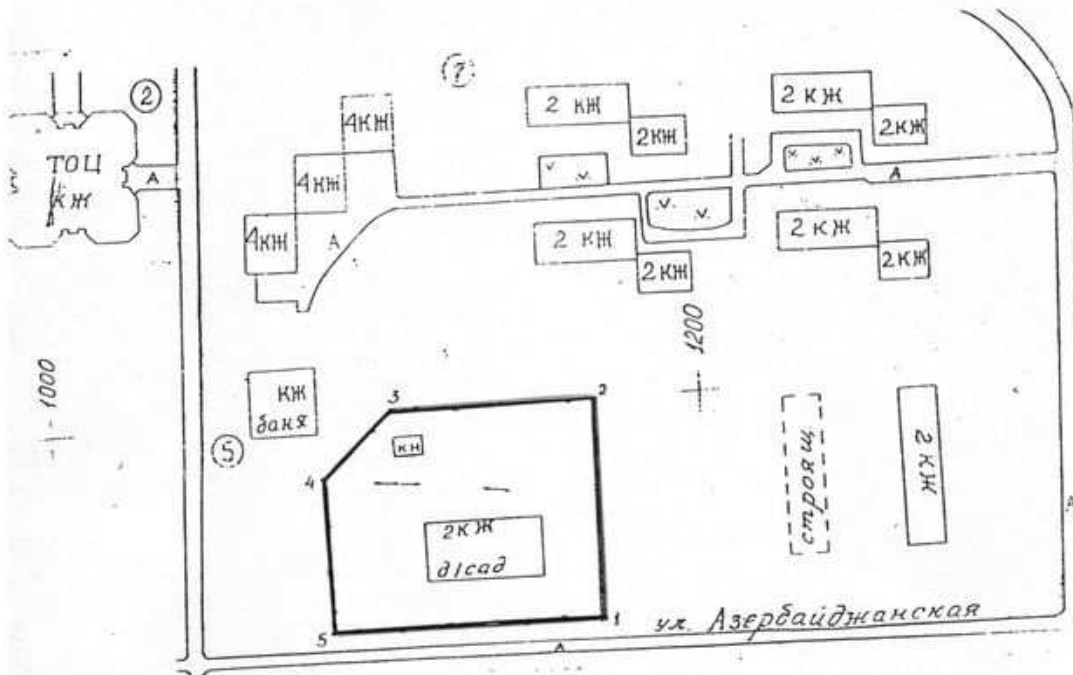 2
7
4КЖ
4КЖ
4КЖ
А
ТОЦ
КЖ
А
2 КЖ
2КЖ
v. v.
2 КЖ
2КЖ
v. v. v.
А
v. v.
2 КЖ
2КЖ
2 КЖ
2КЖ
1000
1200
КЖ
баня
5
3
2
4
КН
2КЖ
д/сад
5
1
строящ
2 КЖ
ул. Азербайджанская
А